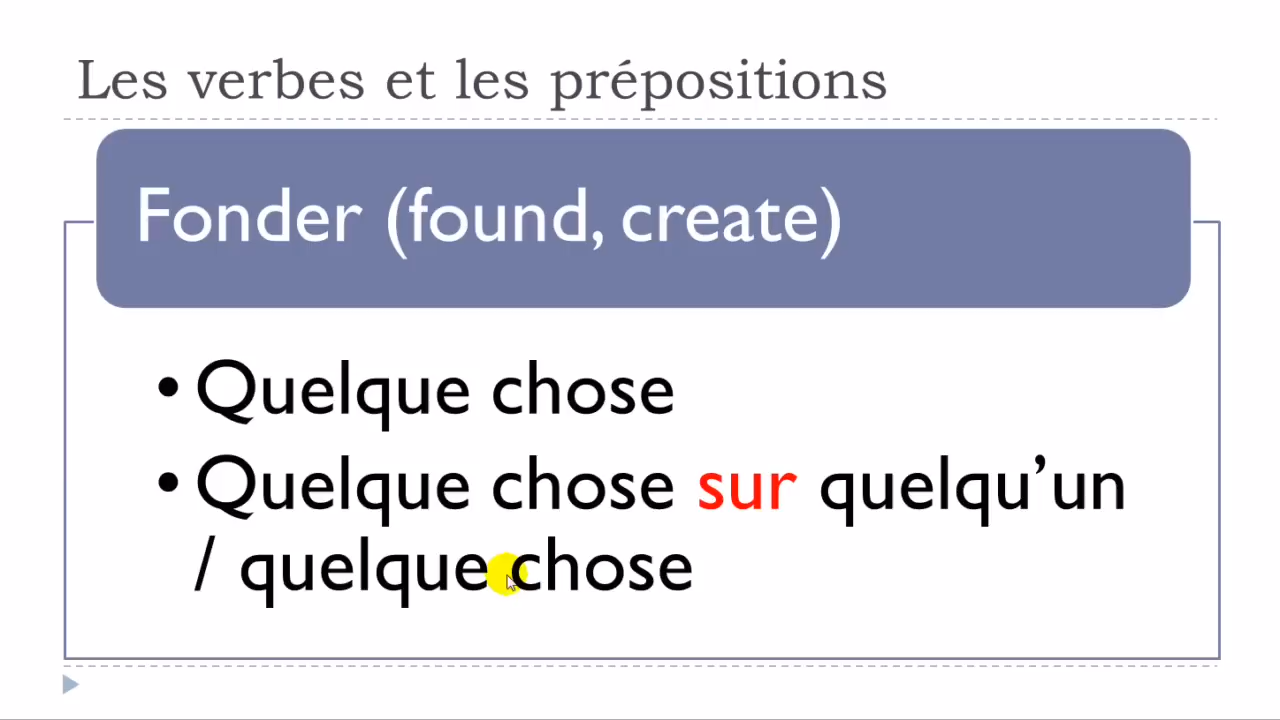 Les verbes et les prépositions
Fonder (found, create)
• Quelque chose
• Quelque chose sur quelqu’un
/ quelque chose